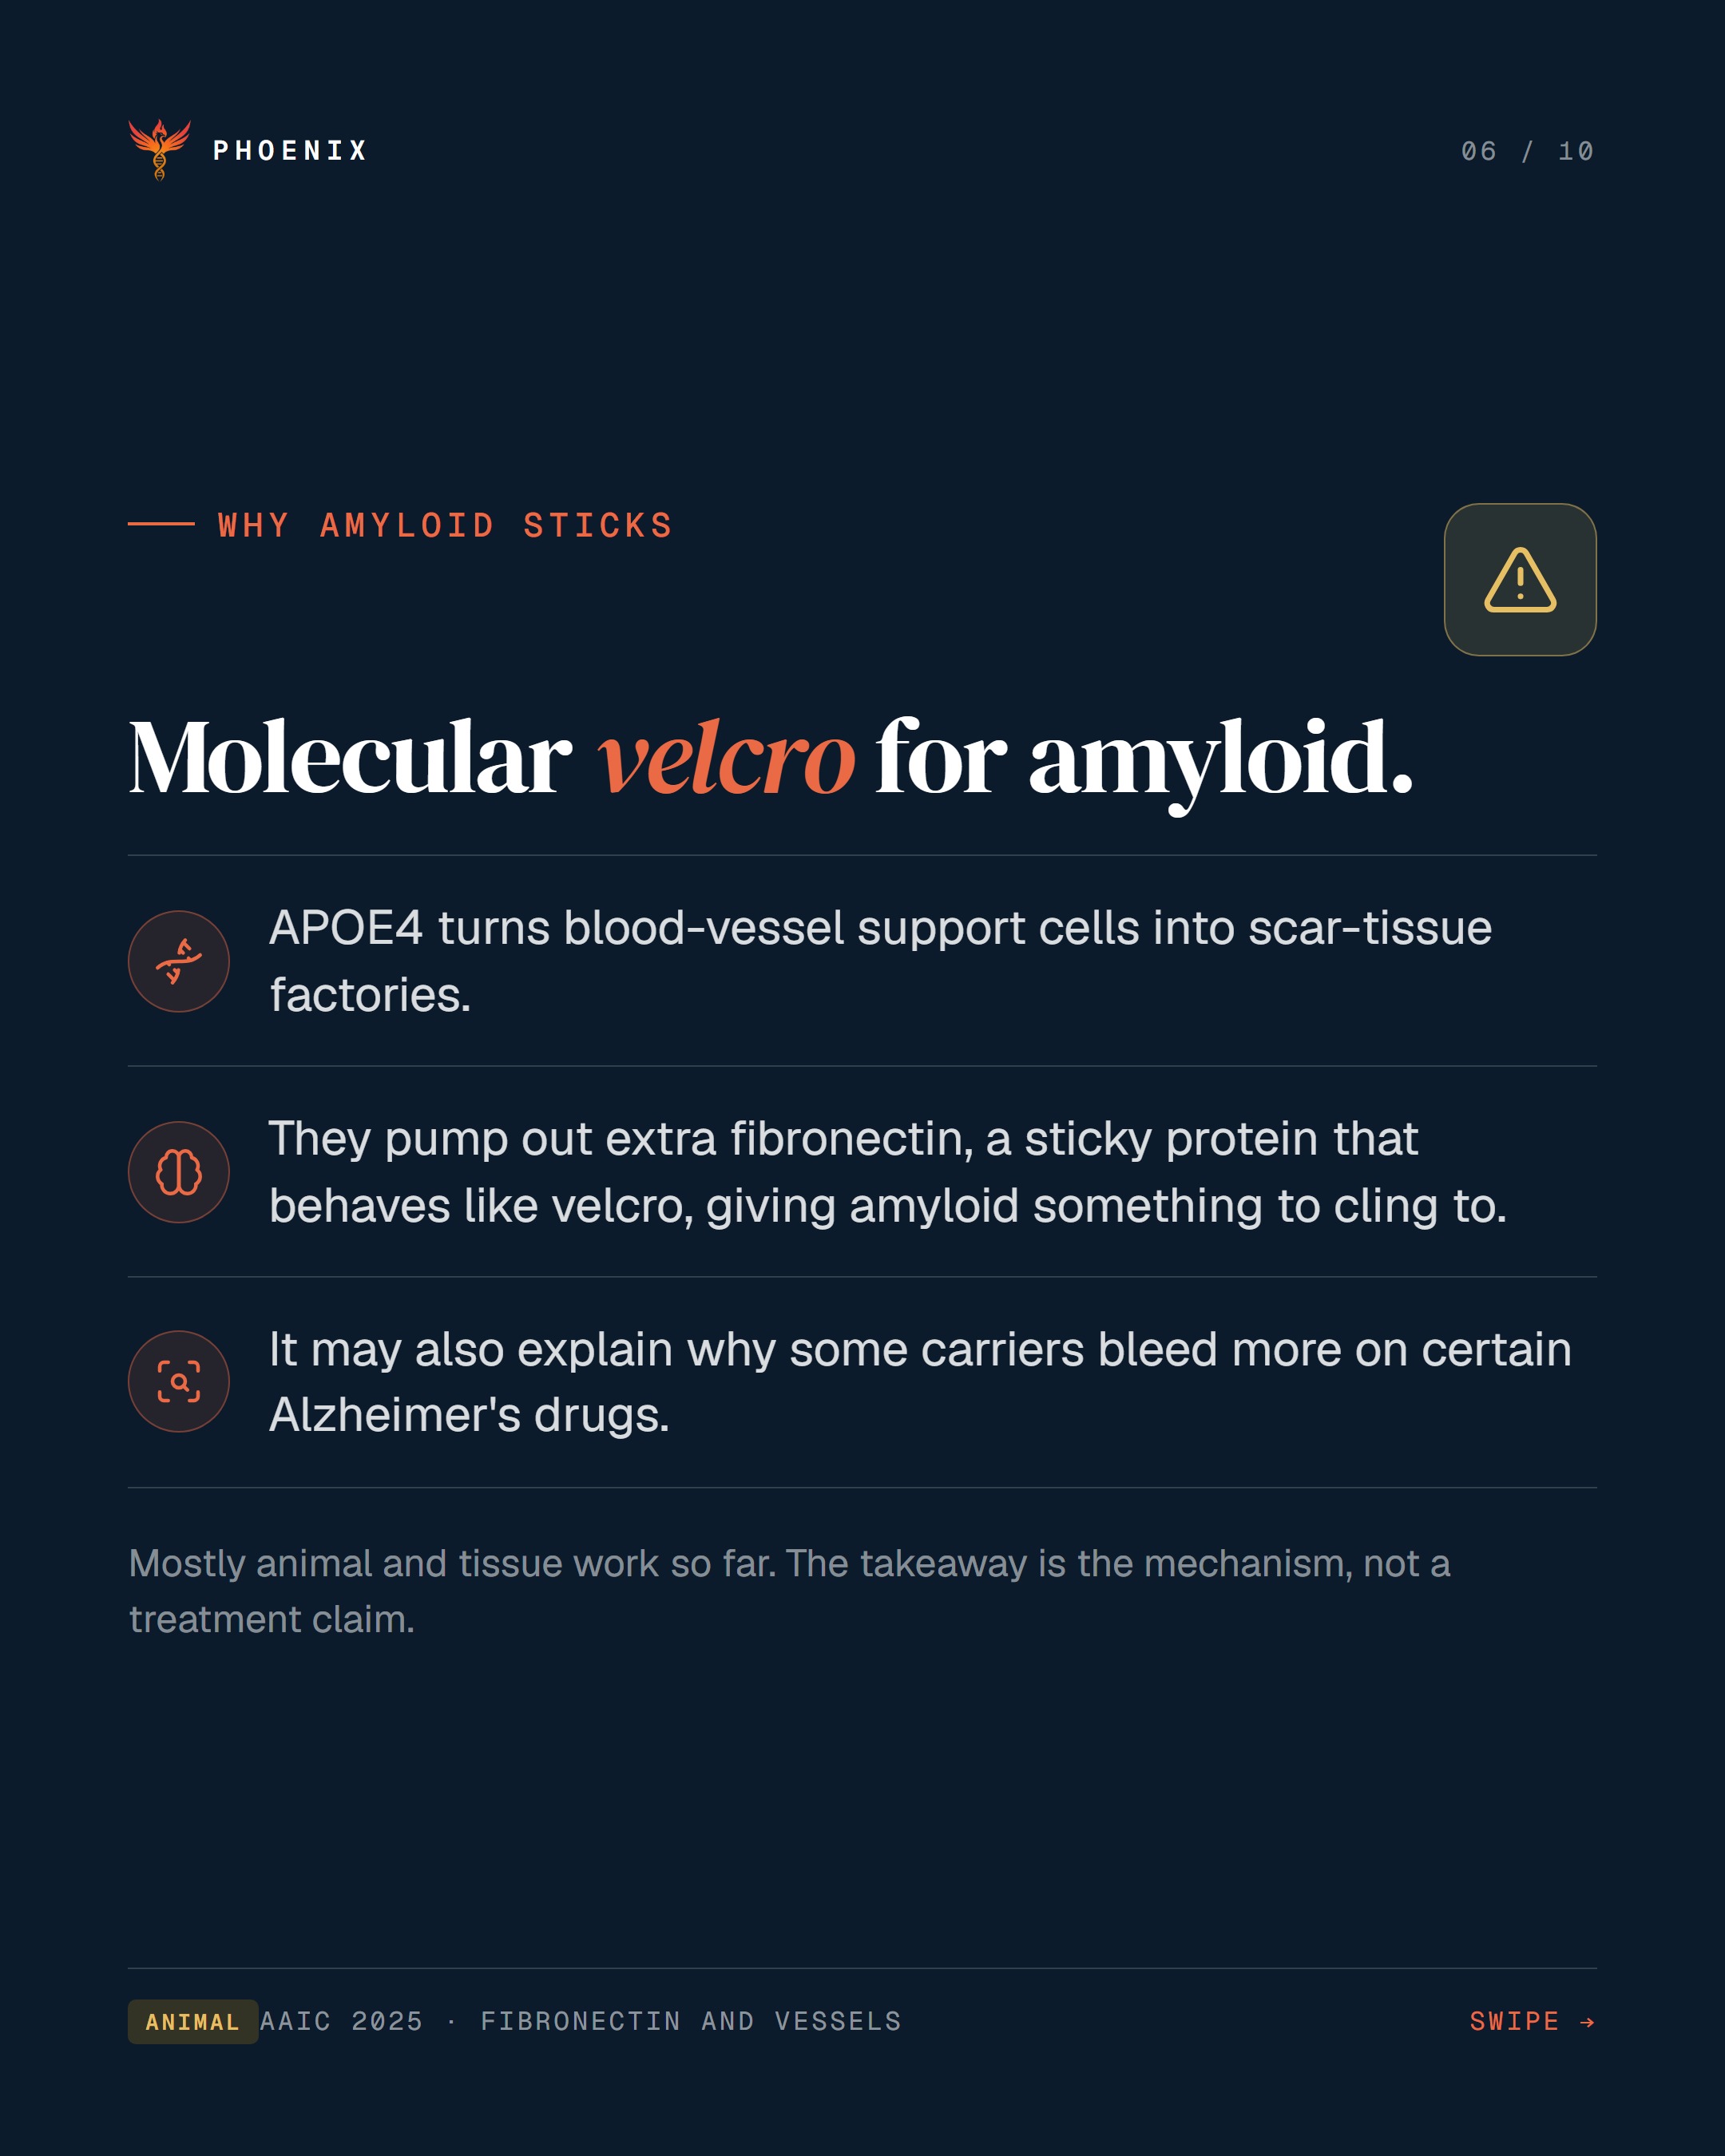 PHOENIX
06 / 10
WHY AMYLOID STICKS
Molecular velcro for amyloid.
APOE4 turns blood-vessel support cells into scar-tissue
factories.
They pump out extra fibronectin, a sticky protein that
behaves like velcro, giving amyloid something to cling to.
It may also explain why some carriers bleed more on certain
Alzheimer's drugs.
Mostly animal and tissue work so far. The takeaway is the mechanism, not a
treatment claim.
ANIMAL AAIC 2025 · FIBRONECTIN AND VESSELS
SWIPE →